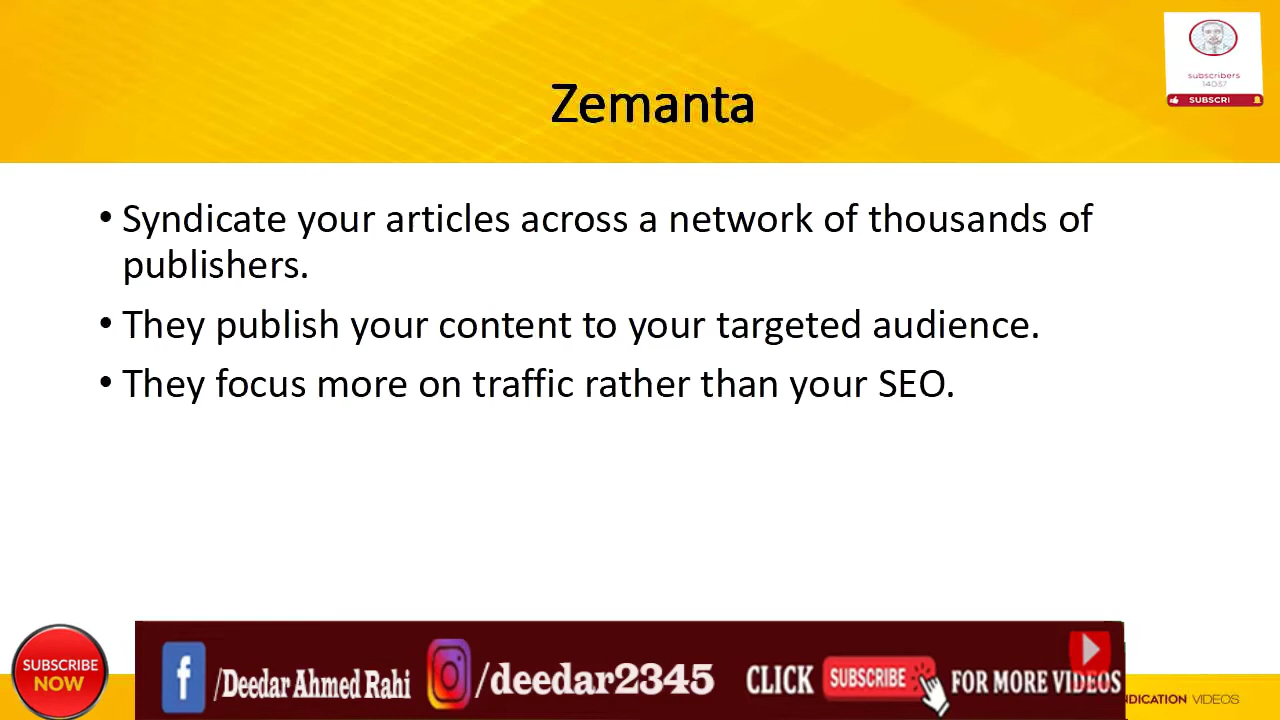 subscribers
14037
SUBSCRI
Zemanta
• Syndicate your articles across a network of thousands of
publishers.
• They publish your content to your targeted audience.
• They focus more on traffic rather than your SEO.
SUBSCRIBE
NOW
/Deedar Ahmed Rahi
/deedar2345
CLICK SUBSCRIBE FOR MORE VIDEOS
NDICATION VIDEOS